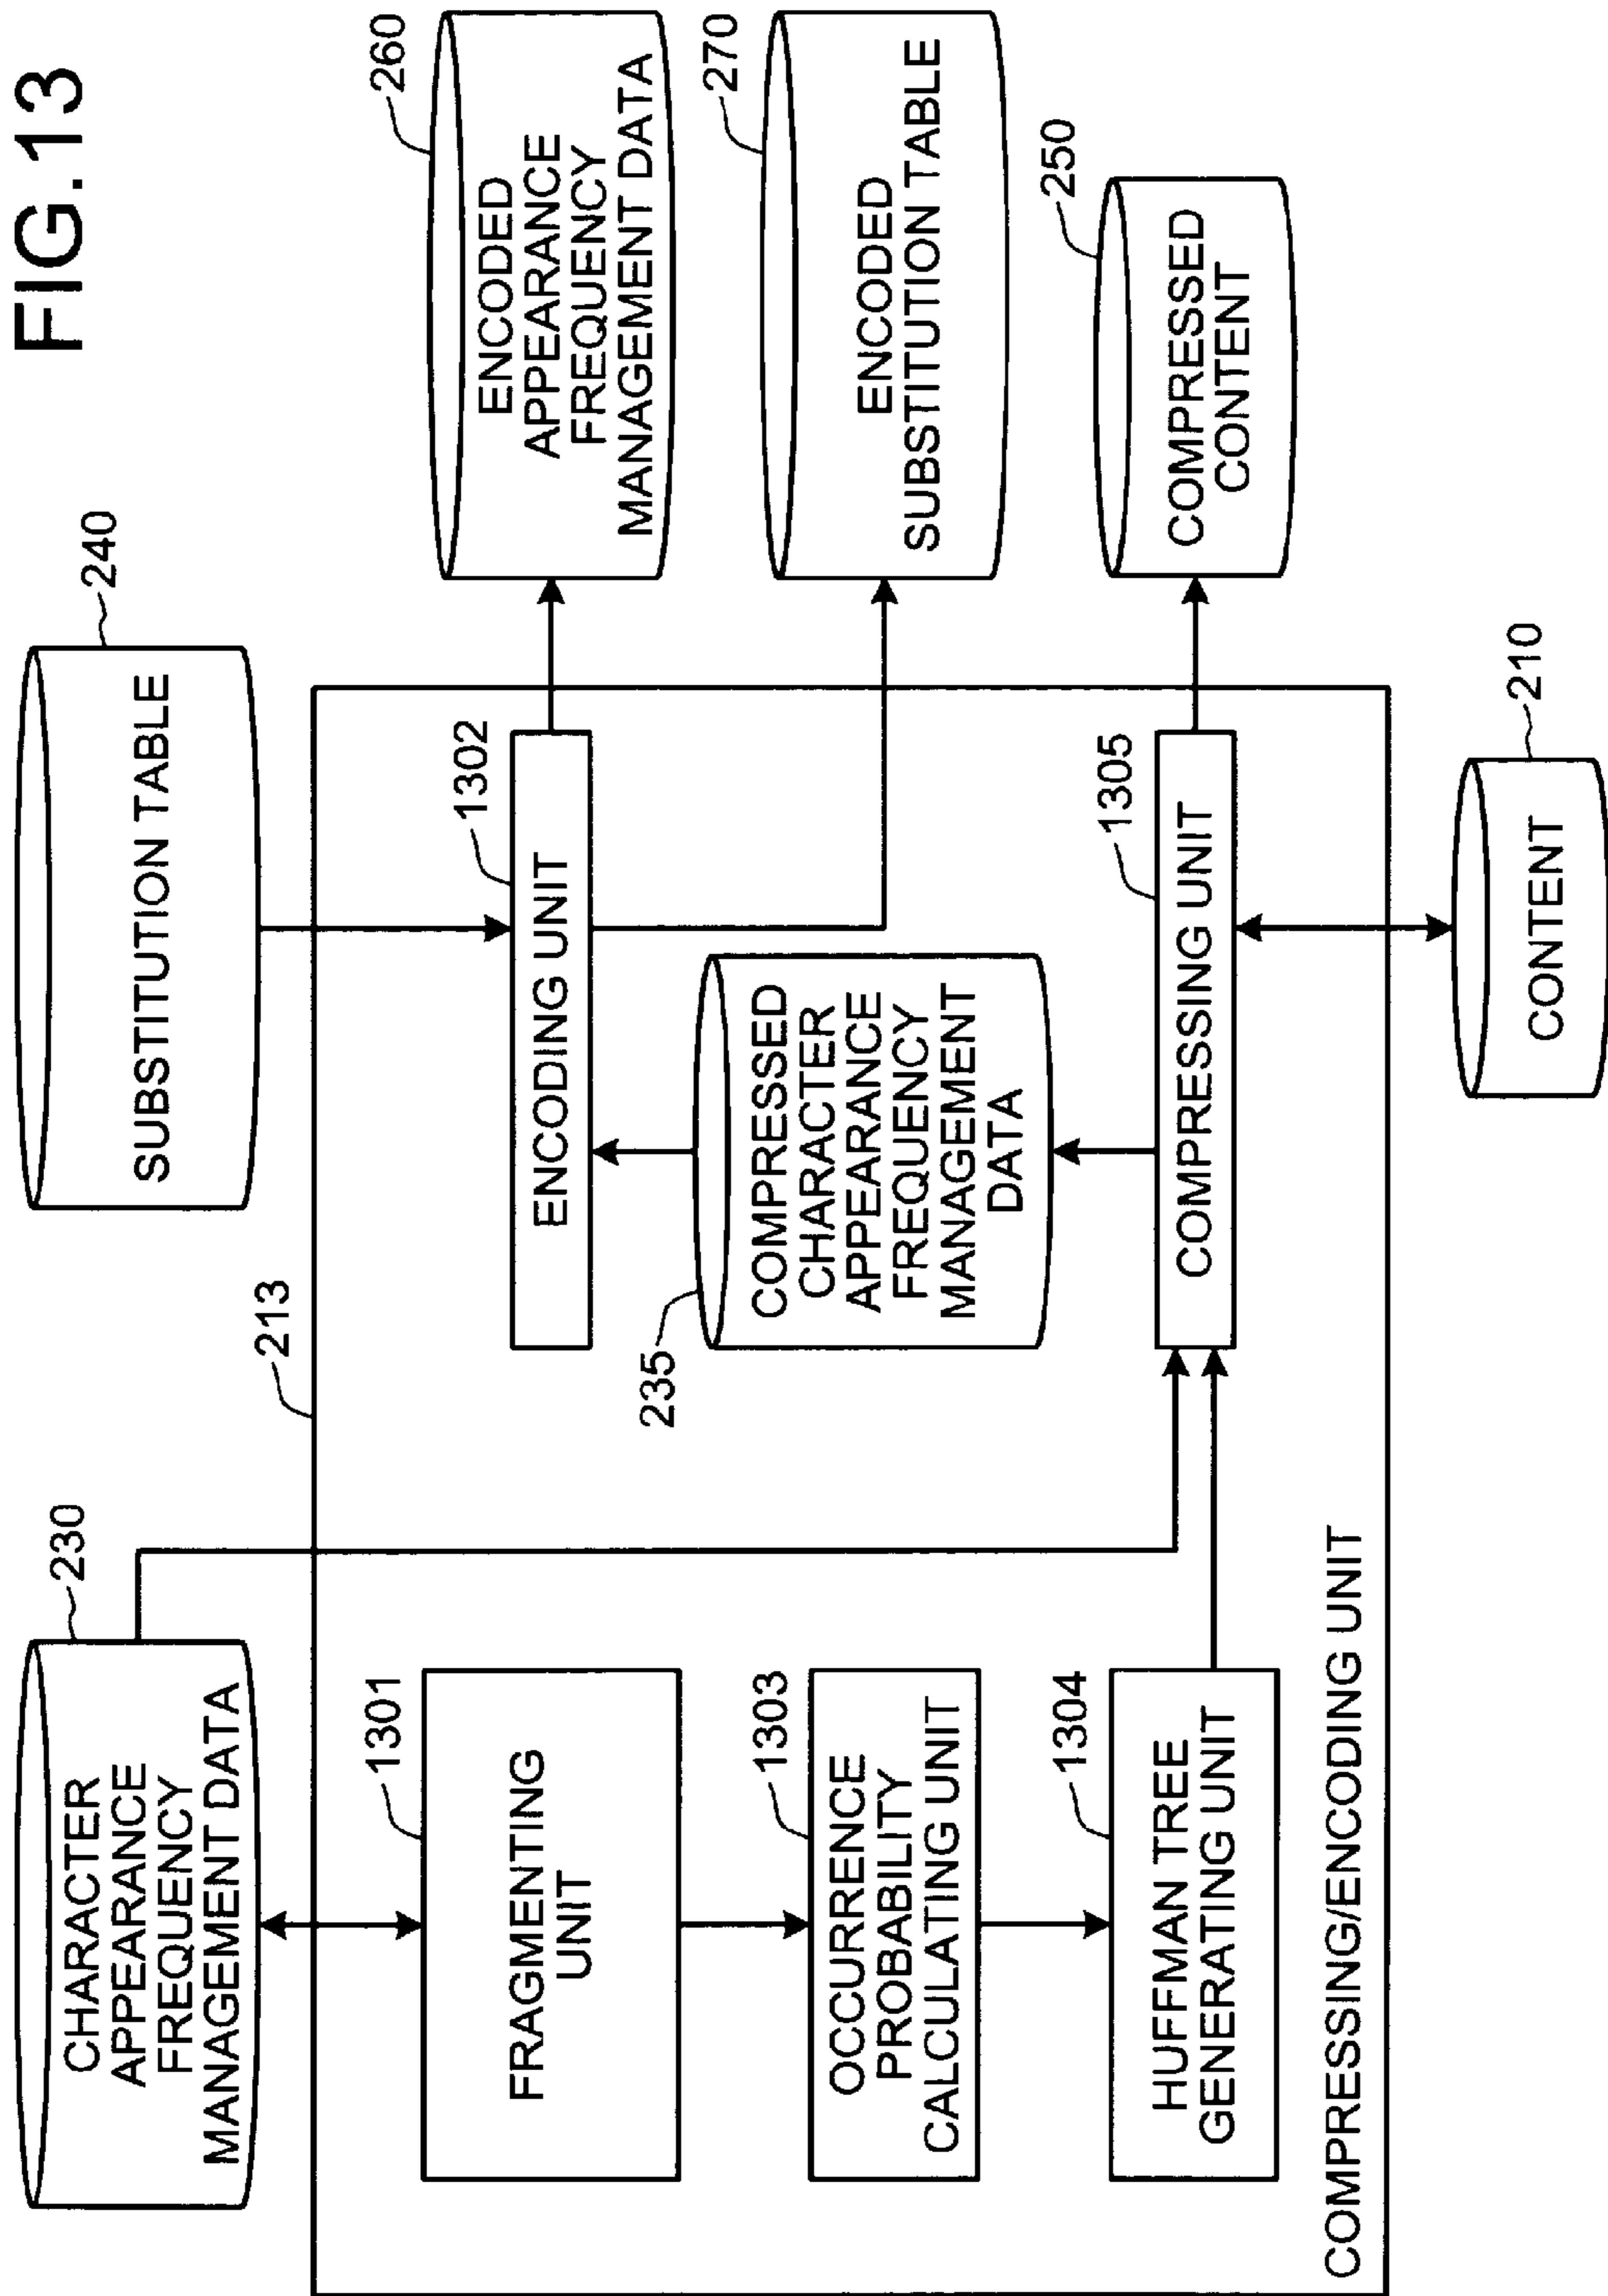 FIG.13
CHARACTER
APPEARANCE
FREQUENCY
MANAGEMENT DATA
230
SUBSTITUTION TABLE
240
213
FRAGMENTING
UNIT
1301
OCCURRENCE
PROBABILITY
CALCULATING UNIT
1303
HUFFMAN TREE
GENERATING UNIT
1304
ENCODING UNIT
1302
COMPRESSED
CHARACTER
APPEARANCE
FREQUENCY
MANAGEMENT
DATA
235
COMPRESSING UNIT
1305
COMPRESSING/ENCODING UNIT
ENCODED
APPEARANCE
FREQUENCY
MANAGEMENT DATA
260
ENCODED
SUBSTITUTION TABLE
270
COMPRESSED
CONTENT
250
CONTENT
210